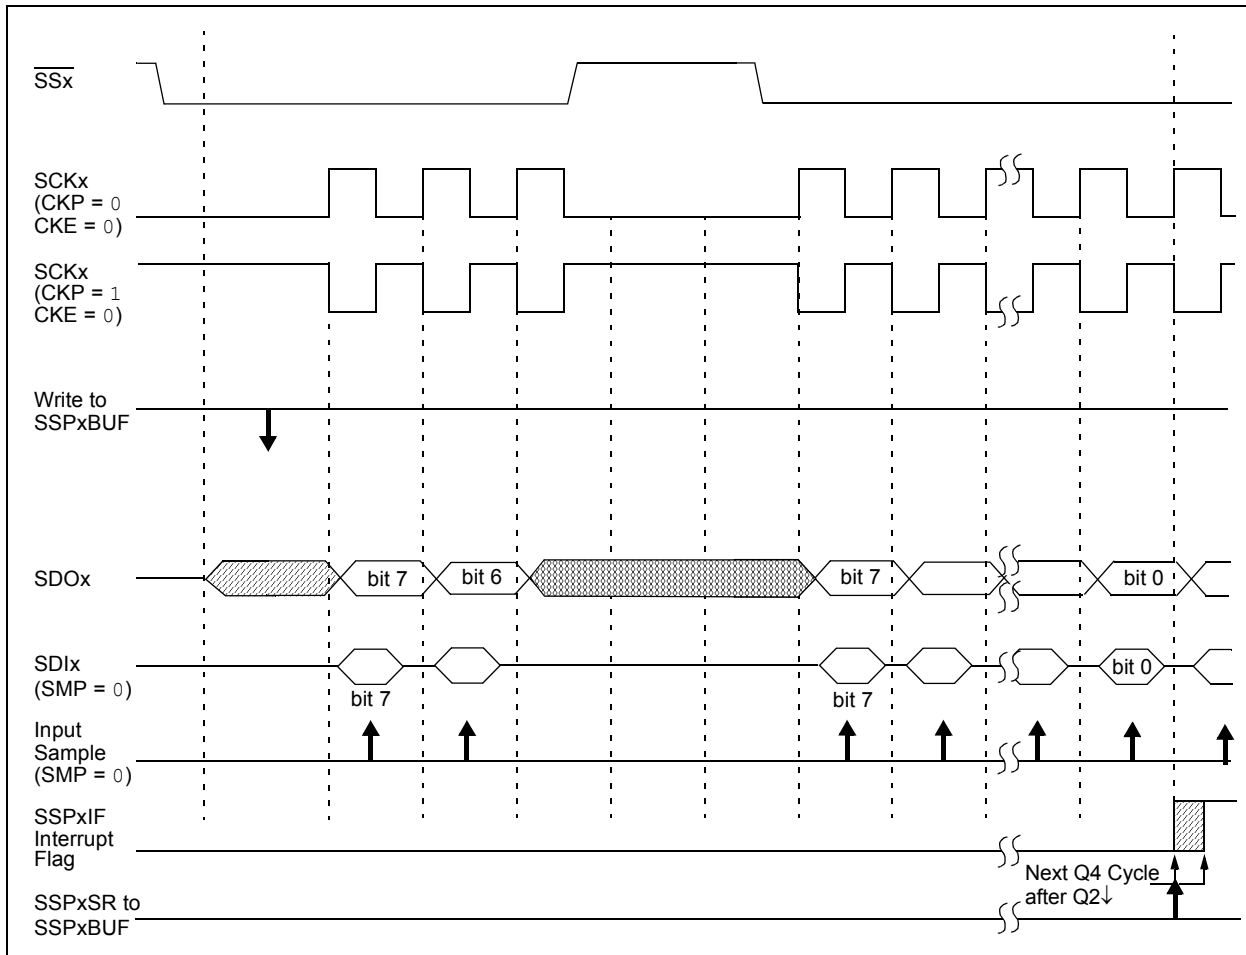 SSx
SCKx
(CKP = 0
CKE = 0)
SCKx
(CKP = 1
CKE = 0)
Write to
SSPxBUF
SDOx
bit 7
bit 6
bit 7
bit 0
SDIx
(SMP = 0)
bit 7
bit 7
bit 0
Input
Sample
(SMP = 0)
SSPxIF
Interrupt
Flag
Next Q4 Cycle
after Q2↓
SSPxSR to
SSPxBUF